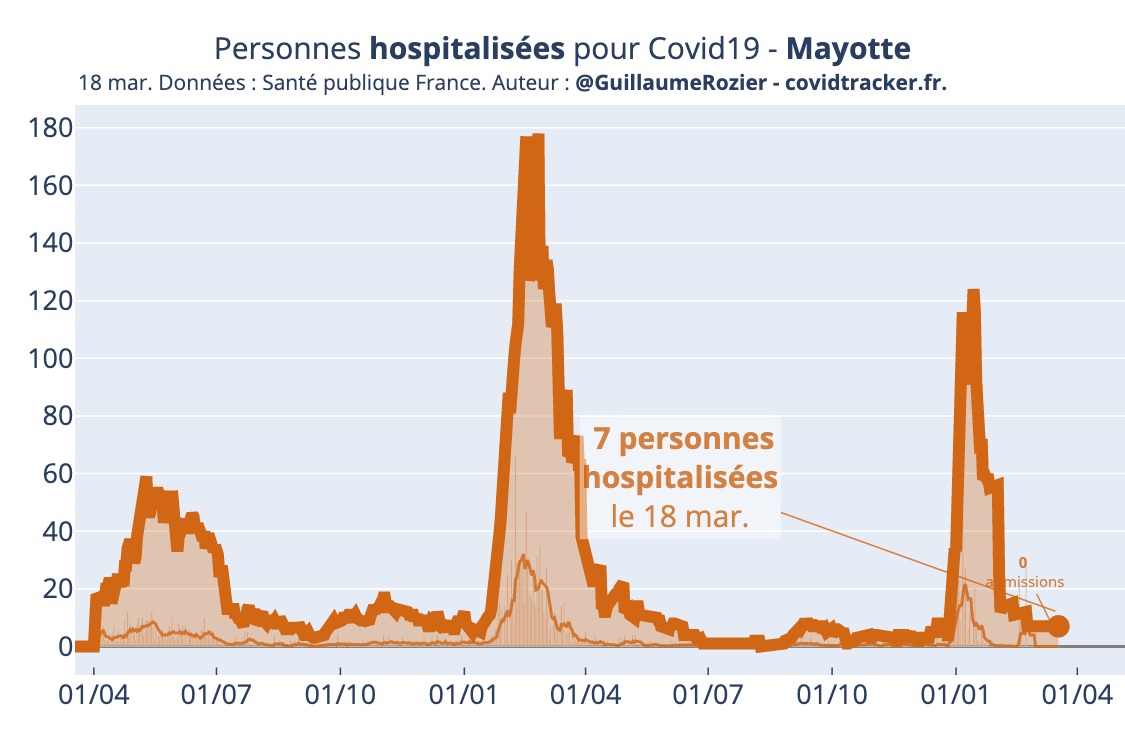 Personnes hospitalisées pour Covid19 - Mayotte
18 mar. Données : Santé publique France. Auteur : @GuillaumeRozier - covidtracker.fr.
180
160
140
120
100
80
60
40
20
0
7 personnes
hospitalisées
le 18 mar.
0
admissions
01/04 01/07 01/10 01/01 01/04 01/07 01/10 01/01 01/04